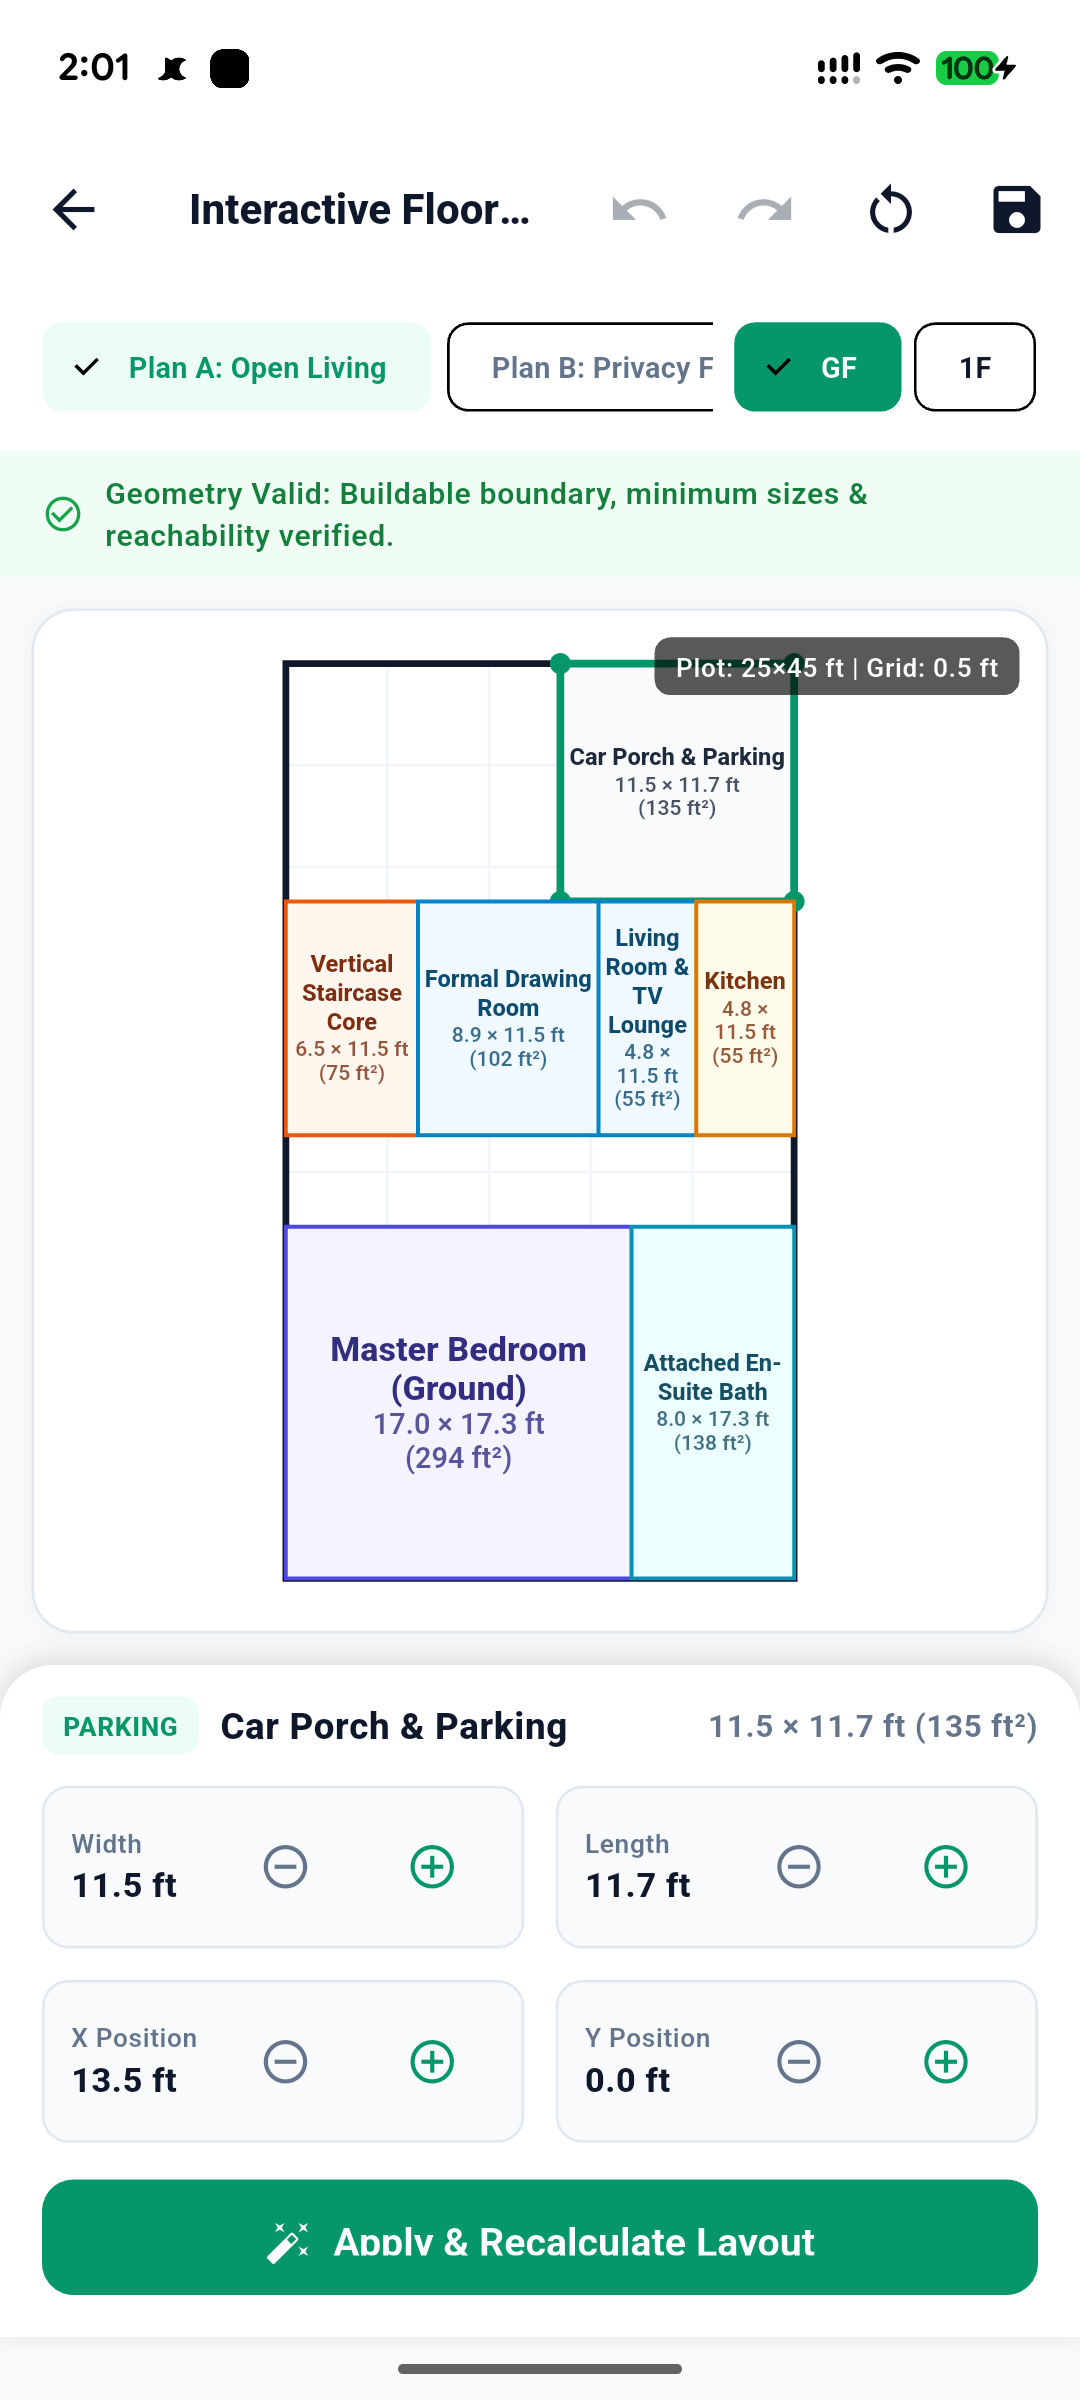 2:01
100
Interactive Floor...
Plan A: Open Living
Plan B: Privacy F
GF
1F
Geometry Valid: Buildable boundary, minimum sizes &
reachability verified.
Plot: 25×45 ft | Grid: 0.5 ft
Car Porch & Parking
11.5 × 11.7 ft
(135 ft²)
Vertical
Staircase
Core
6.5 × 11.5 ft
(75 ft²)
Formal Drawing
Room
8.9 × 11.5 ft
(102 ft²)
Living
Room &
TV
Lounge
4.8 ×
11.5 ft
(55 ft²)
Kitchen
4.8 ×
11.5 ft
(55 ft²)
Master Bedroom
(Ground)
17.0 × 17.3 ft
(294 ft²)
Attached En-
Suite Bath
8.0 × 17.3 ft
(138 ft²)
PARKING
Car Porch & Parking
11.5 × 11.7 ft (135 ft²)
Width
11.5 ft
Length
11.7 ft
X Position
13.5 ft
Y Position
0.0 ft
Apply & Recalculate Layout